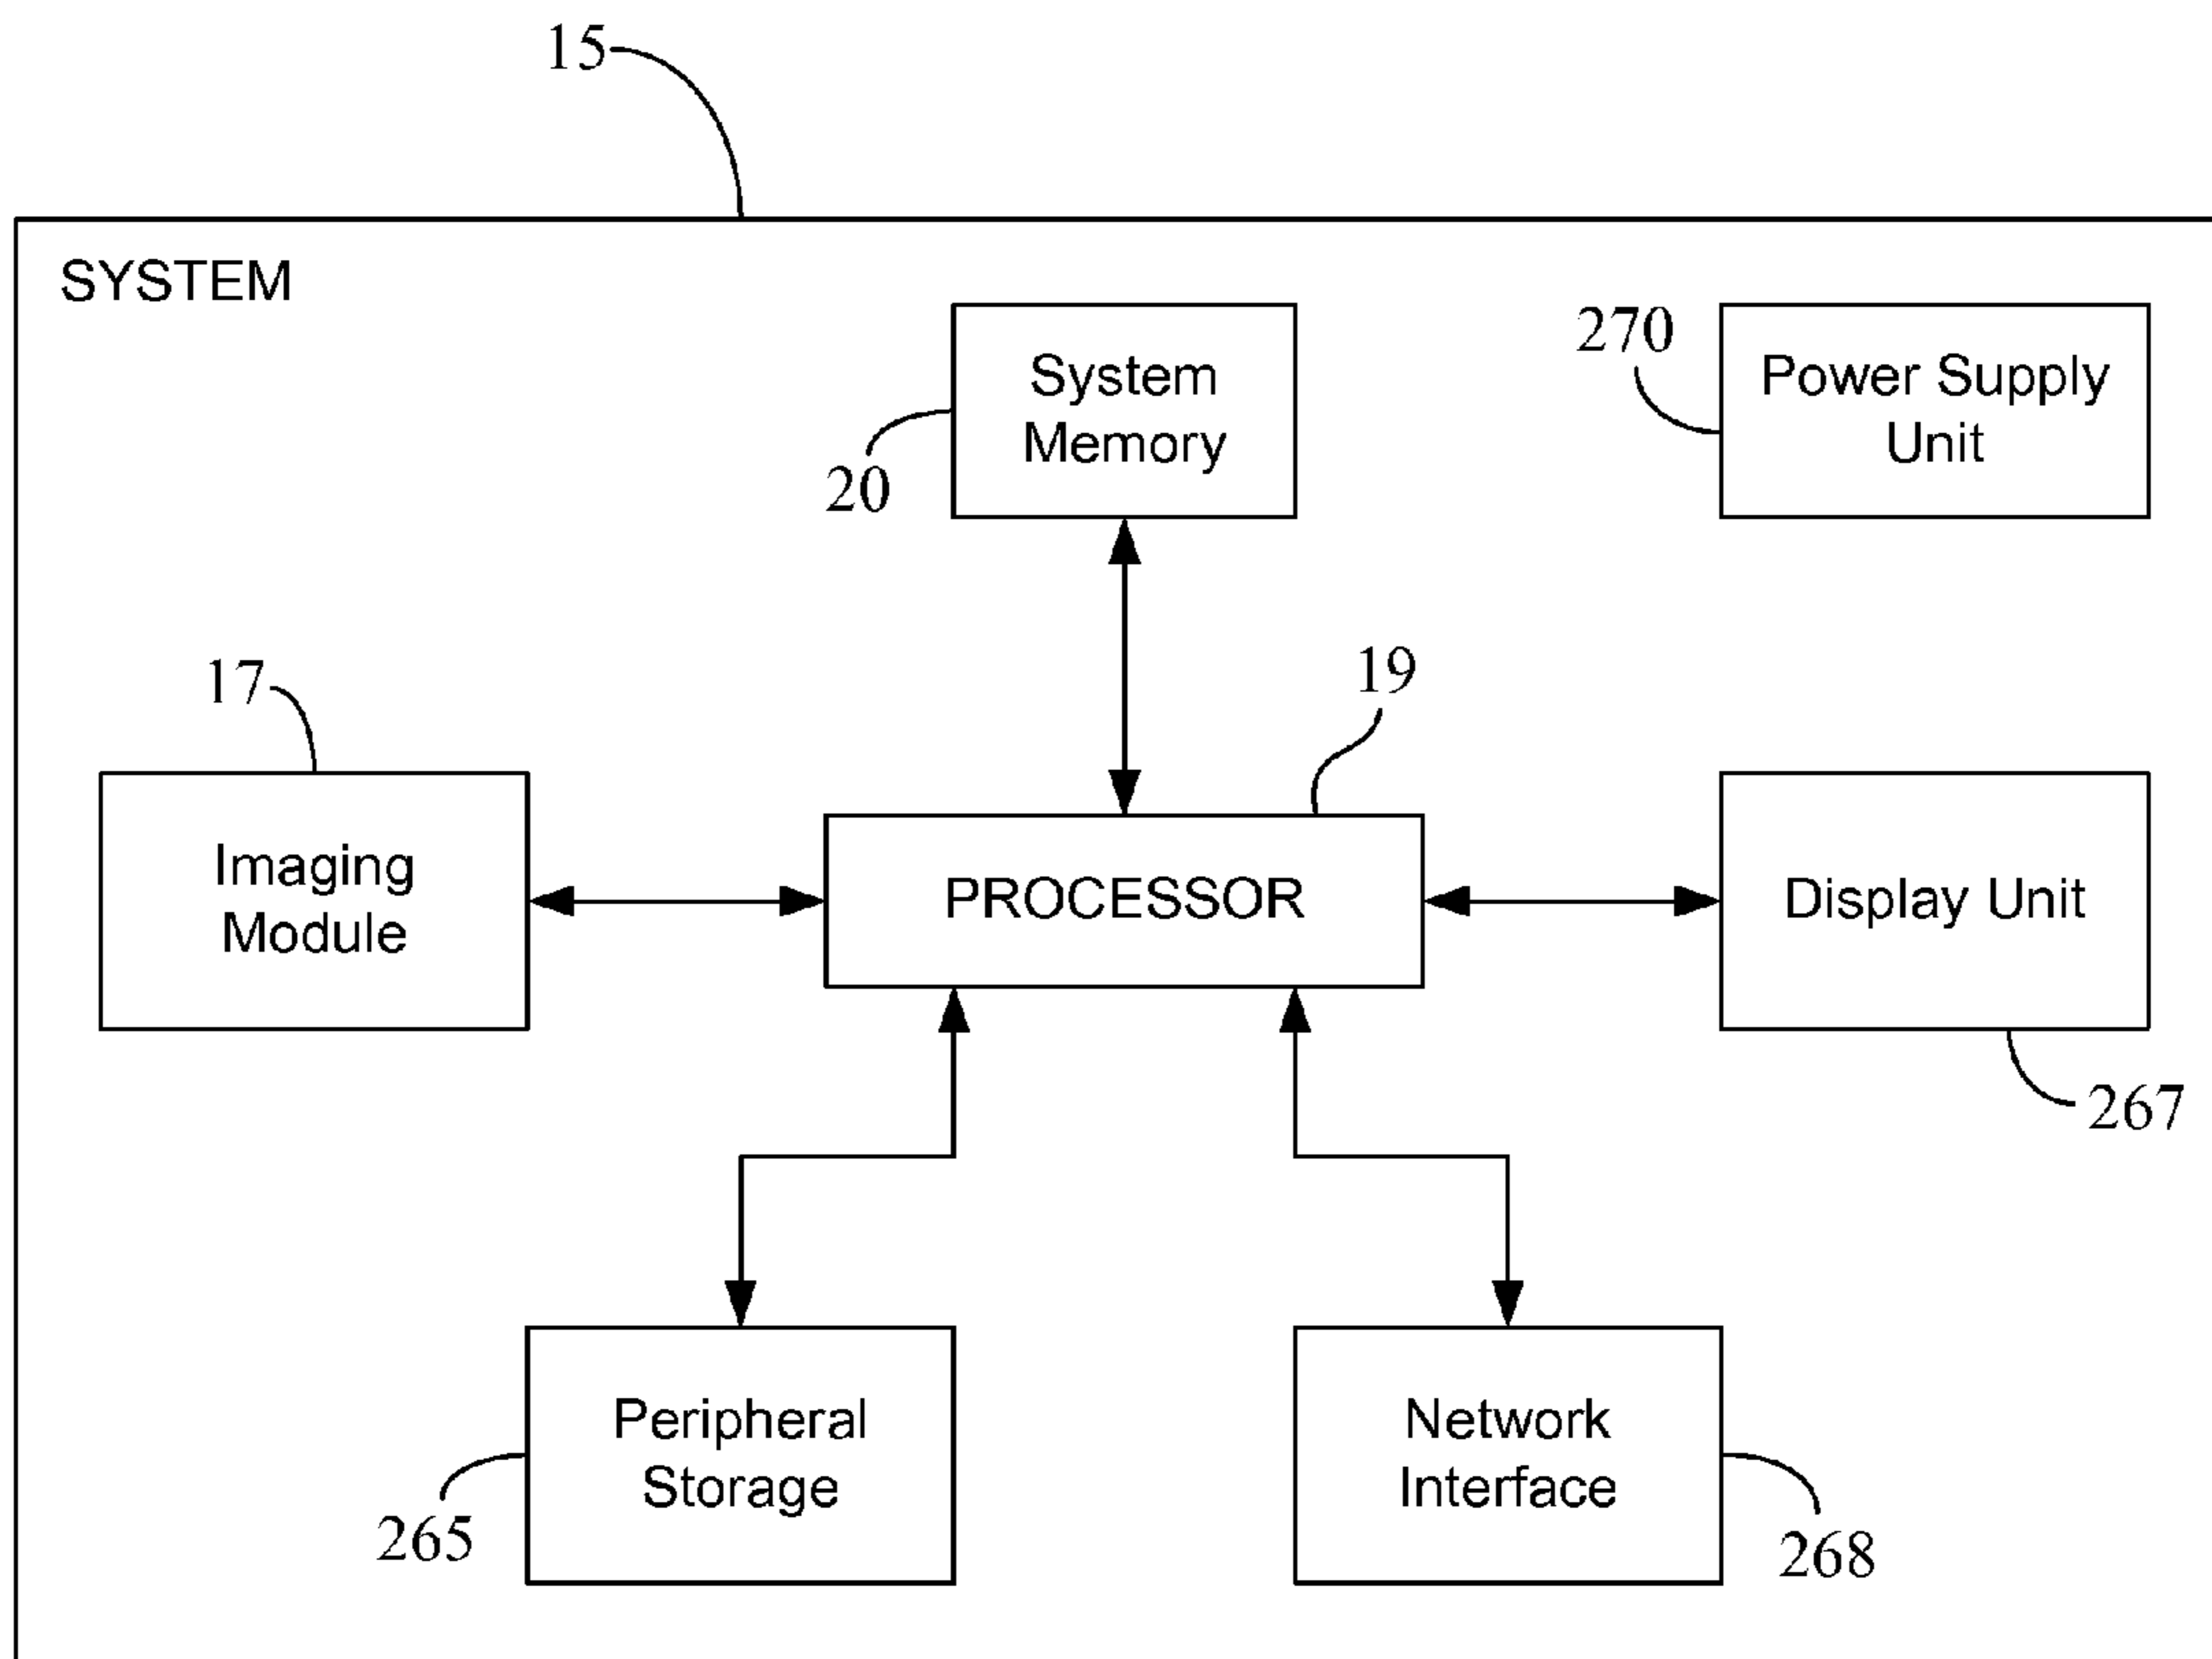 15
SYSTEM
System
Memory
20
270
Power Supply
Unit
17
19
Imaging
Module
PROCESSOR
Display Unit
267
Peripheral
Storage
265
Network
Interface
268